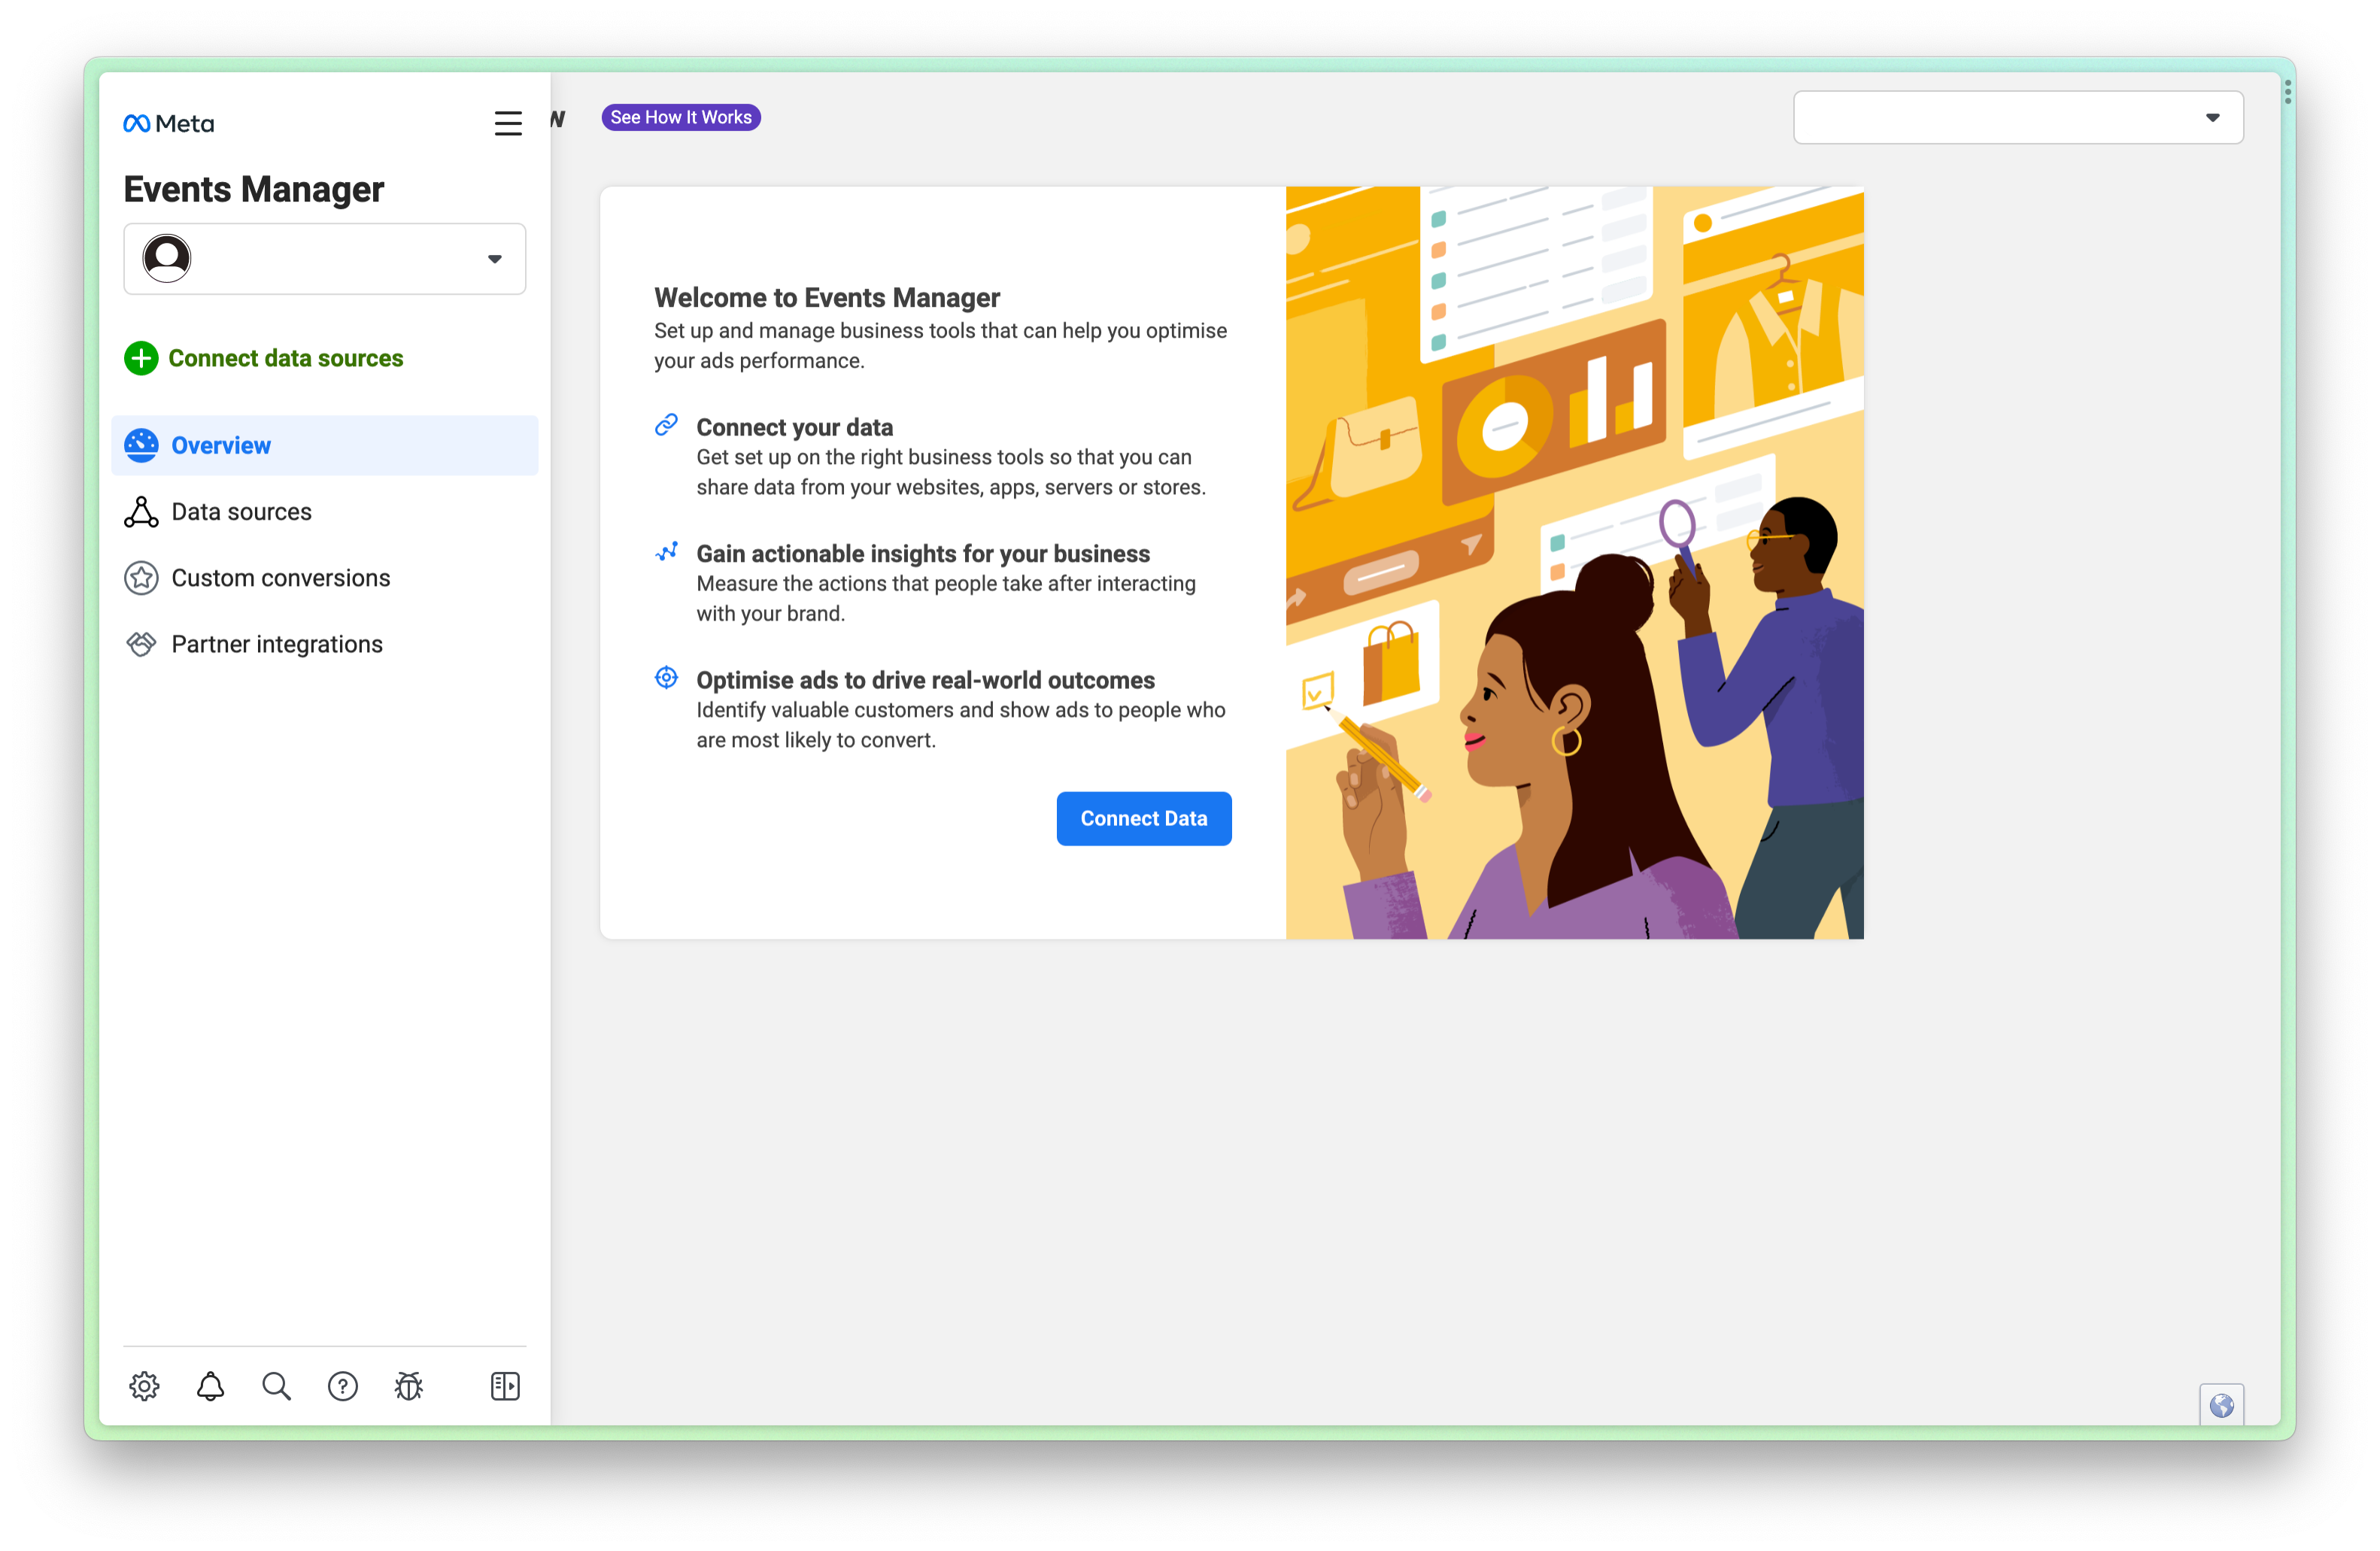 Meta
Events Manager
Connect data sources
Overview
Data sources
Custom conversions
Partner integrations
See How It Works
Welcome to Events Manager
Set up and manage business tools that can help you optimise
your ads performance.
Connect your data
Get set up on the right business tools so that you can
share data from your websites, apps, servers or stores.
Gain actionable insights for your business
Measure the actions that people take after interacting
with your brand.
Optimise ads to drive real-world outcomes
Identify valuable customers and show ads to people who
are most likely to convert.
Connect Data